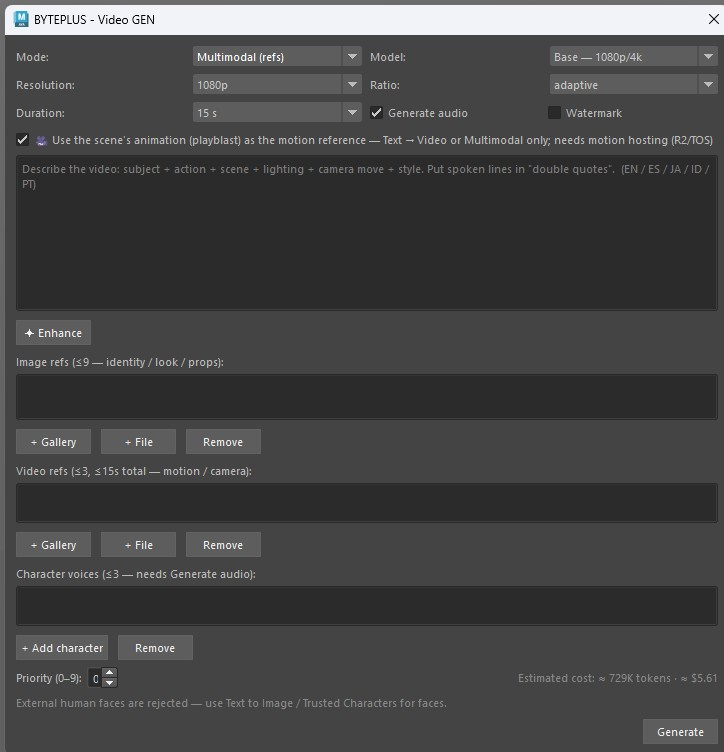 BYTEPLUS - Video GEN
Mode: Multimodal (refs) Model: Base — 1080p/4k
Resolution: 1080p Ratio: adaptive
Duration: 15 s Generate audio Watermark
Use the scene's animation (playblast) as the motion reference — Text → Video or Multimodal only; needs motion hosting (R2/TOS)
Describe the video: subject + action + scene + lighting + camera move + style. Put spoken lines in "double quotes". (EN / ES / JA / ID /
PT)
Enhance
Image refs (≤9 — identity / look / props):
+ Gallery + File Remove
Video refs (≤3, ≤15s total — motion / camera):
+ Gallery + File Remove
Character voices (≤3 — needs Generate audio):
+ Add character Remove
Priority (0–9): 0 Estimated cost: ≈ 729K tokens · ≈ $5.61
External human faces are rejected — use Text to Image / Trusted Characters for faces.
Generate